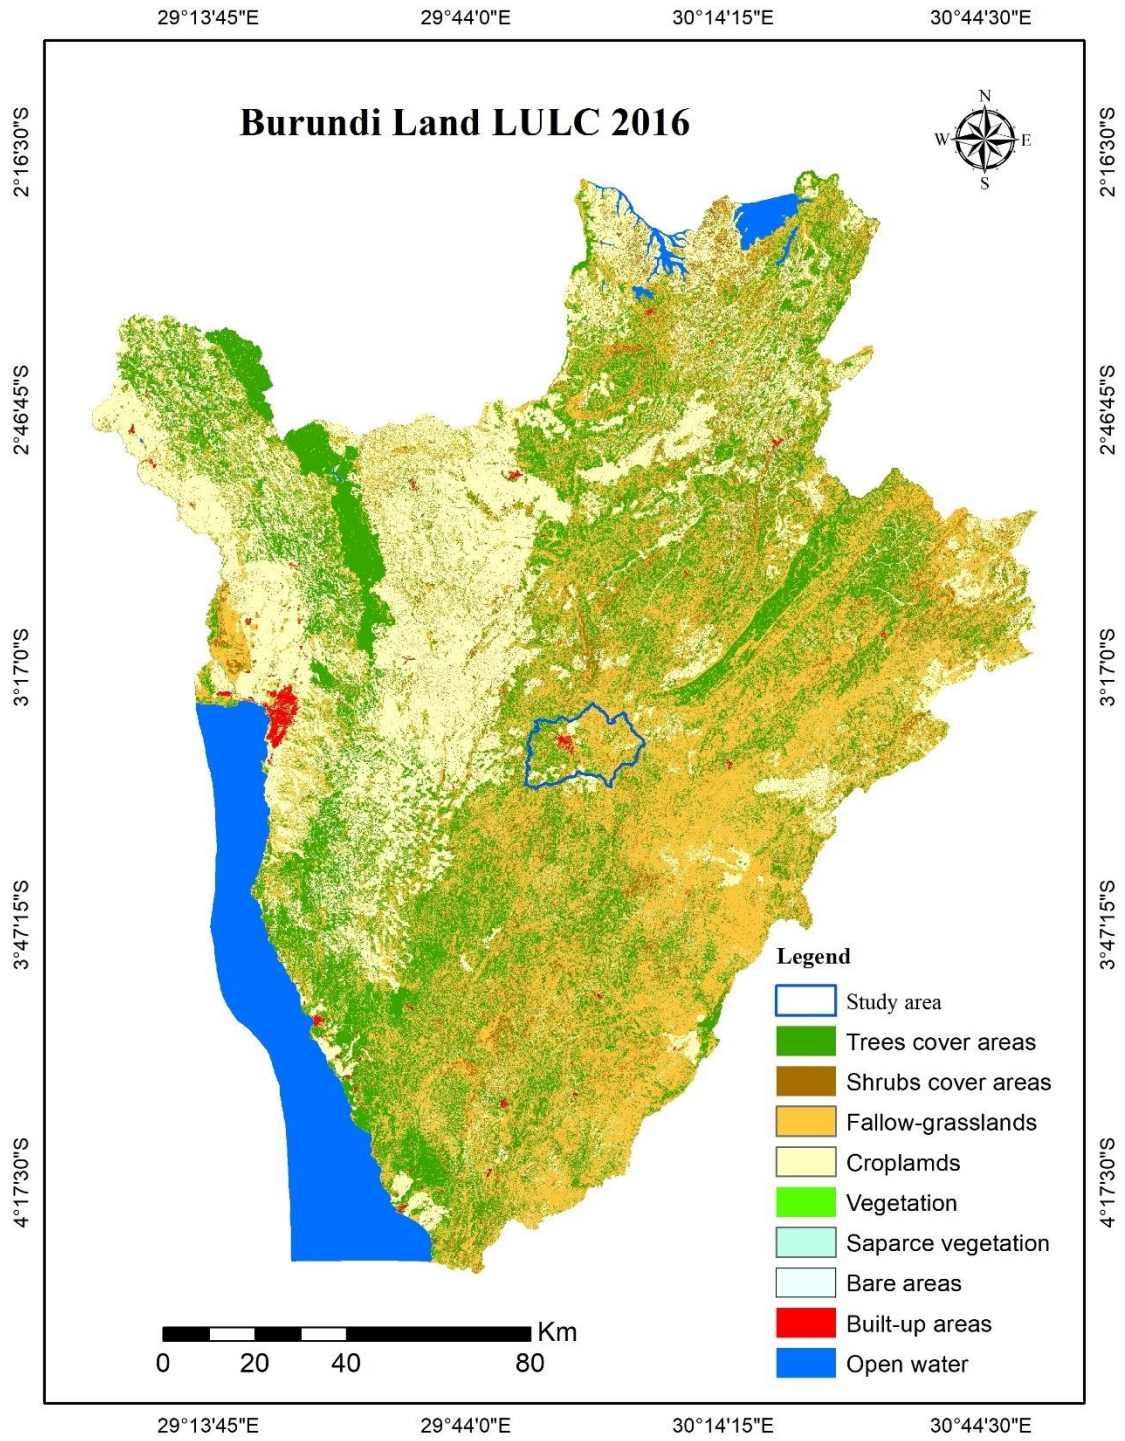 29°13'45"E 29°44'0"E 30°14'15"E 30°44'30"E
Burundi Land LULC 2016
N
W E
S
2°16'30"S 2°16'30"S
2°46'45"S 2°46'45"S
3°17'0"S 3°17'0"S
3°47'15"S 3°47'15"S
4°17'30"S 4°17'30"S
Legend
Study area
Trees cover areas
Shrubs cover areas
Fallow-grasslands
Croplamds
Vegetation
Saparce vegetation
Bare areas
Built-up areas
Open water
Km
0 20 40 80
29°13'45"E 29°44'0"E 30°14'15"E 30°44'30"E